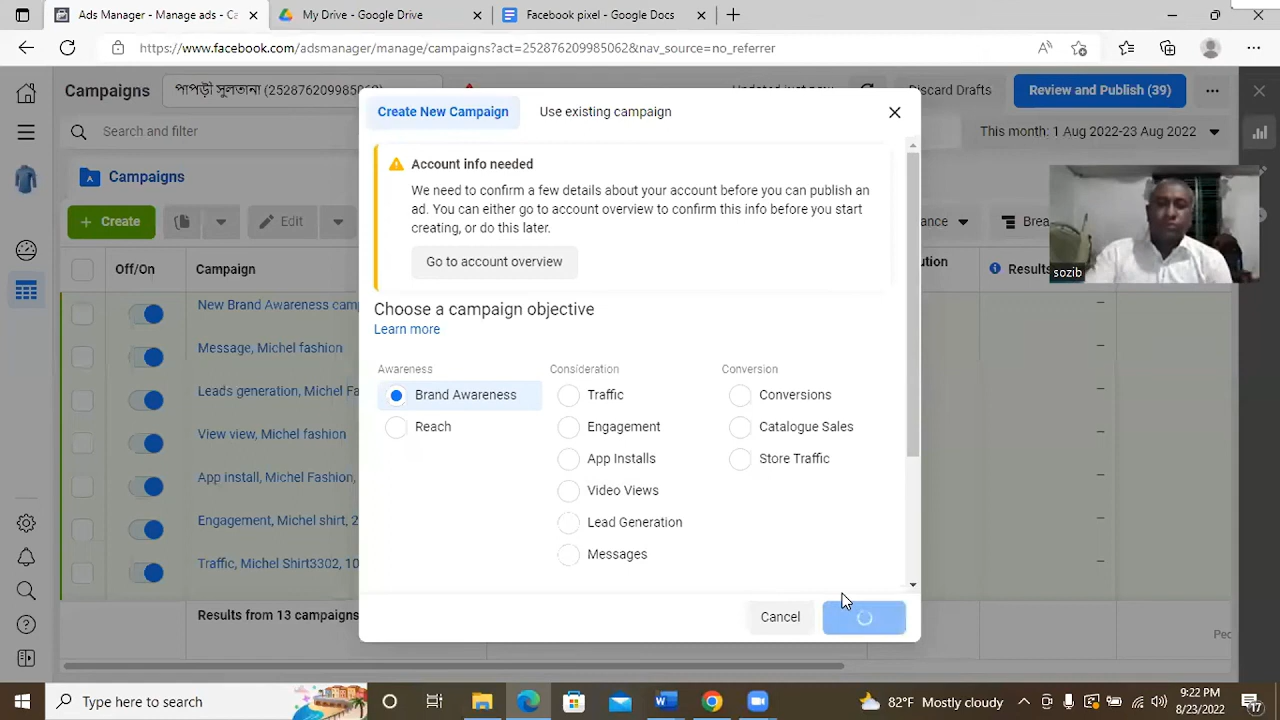 Ads Manager - Manage ads - Ca
My Drive - Google Drive
Facebook pixel - Google Docs
https://www.facebook.com/adsmanager/manage/campaigns?act=252876209985062&nav_source=no_referrer
Campaigns
পাপড়ী সুলতানা (252876209985062)
Updated just now
Discard Drafts
Review and Publish (39)
Search and filter
This month: 1 Aug 2022-23 Aug 2022
Campaigns
+ Create
Edit
Off/On
Campaign
Results
New Brand Awareness cam
Message, Michel fashion
Leads generation, Michel Fa
View view, Michel fashion
App install, Michel Fashion,
Engagement, Michel shirt, 2
Traffic, Michel Shirt3302, 10
Results from 13 campaigns
Create New Campaign
Use existing campaign
Account info needed
We need to confirm a few details about your account before you can publish an
ad. You can either go to account overview to confirm this info before you start
creating, or do this later.
Go to account overview
Choose a campaign objective
Learn more
Awareness
Brand Awareness
Reach
Consideration
Traffic
Engagement
App Installs
Video Views
Lead Generation
Messages
Conversion
Conversions
Catalogue Sales
Store Traffic
Cancel
sozib
Type here to search
82°F Mostly cloudy
9:22 PM
8/23/2022
17